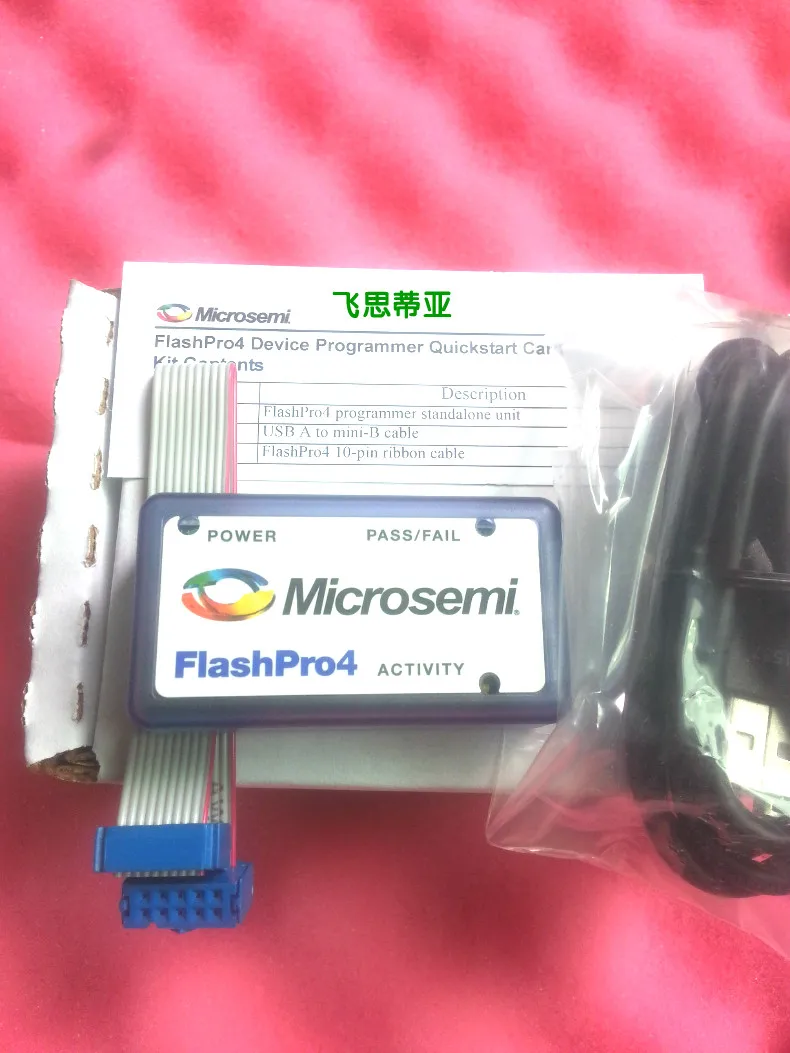 飞思蒂亚
Microsemi
FlashPro4 Device Programmer Quickstart Car
Kit Contents
Description
FlashPro4 programmer standalone unit
USB A to mini-B cable
FlashPro4 10-pin ribbon cable
POWER PASS/FAIL
Microsemi
FlashPro4 ACTIVITY